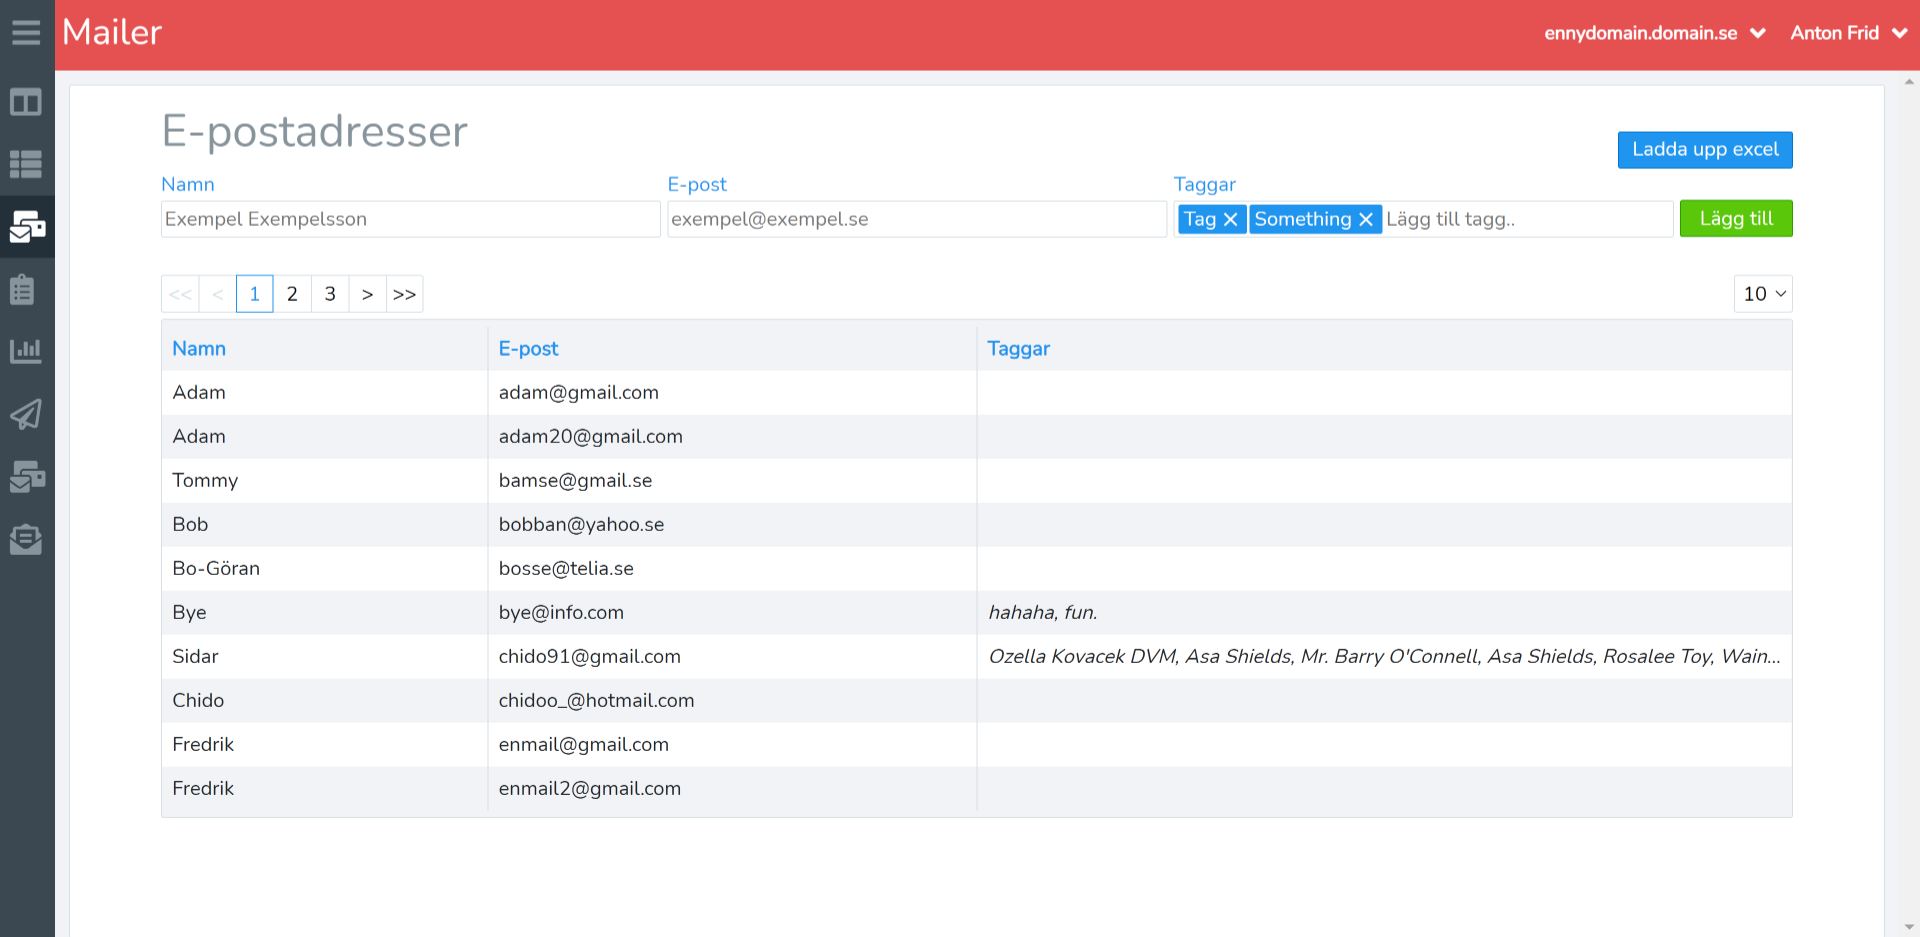 Mailer ennydomain.domain.se Anton Frid
E-postadresser
Ladda upp excel
Namn E-post Taggar
Exempel Exempelsson exempel@exempel.se Tag Something Lägg till tagg.. Lägg till
<< < 1 2 3 > >> 10
Namn E-post Taggar
Adam adam@gmail.com
Adam adam20@gmail.com
Tommy bamse@gmail.se
Bob bobban@yahoo.se
Bo-Göran bosse@telia.se
Bye bye@info.com hahaha, fun.
Sidar chido91@gmail.com Ozella Kovacek DVM, Asa Shields, Mr. Barry O'Connell, Asa Shields, Rosalee Toy, Wain...
Chido chidoo_@hotmail.com
Fredrik enmail@gmail.com
Fredrik enmail2@gmail.com